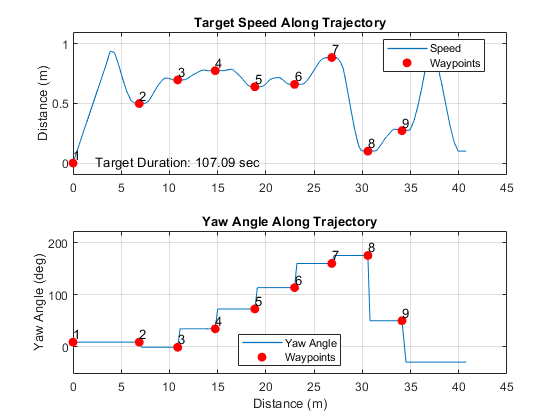 Target Speed Along Trajectory
1
0.5
0
Distance (m)
1
2
3
4
5
6
7
8
9
Speed
Waypoints
Target Duration: 107.09 sec
0 5 10 15 20 25 30 35 40 45
Yaw Angle Along Trajectory
200
100
0
Yaw Angle (deg)
1
2
3
4
5
6
7
8
9
Yaw Angle
Waypoints
0 5 10 15 20 25 30 35 40 45
Distance (m)